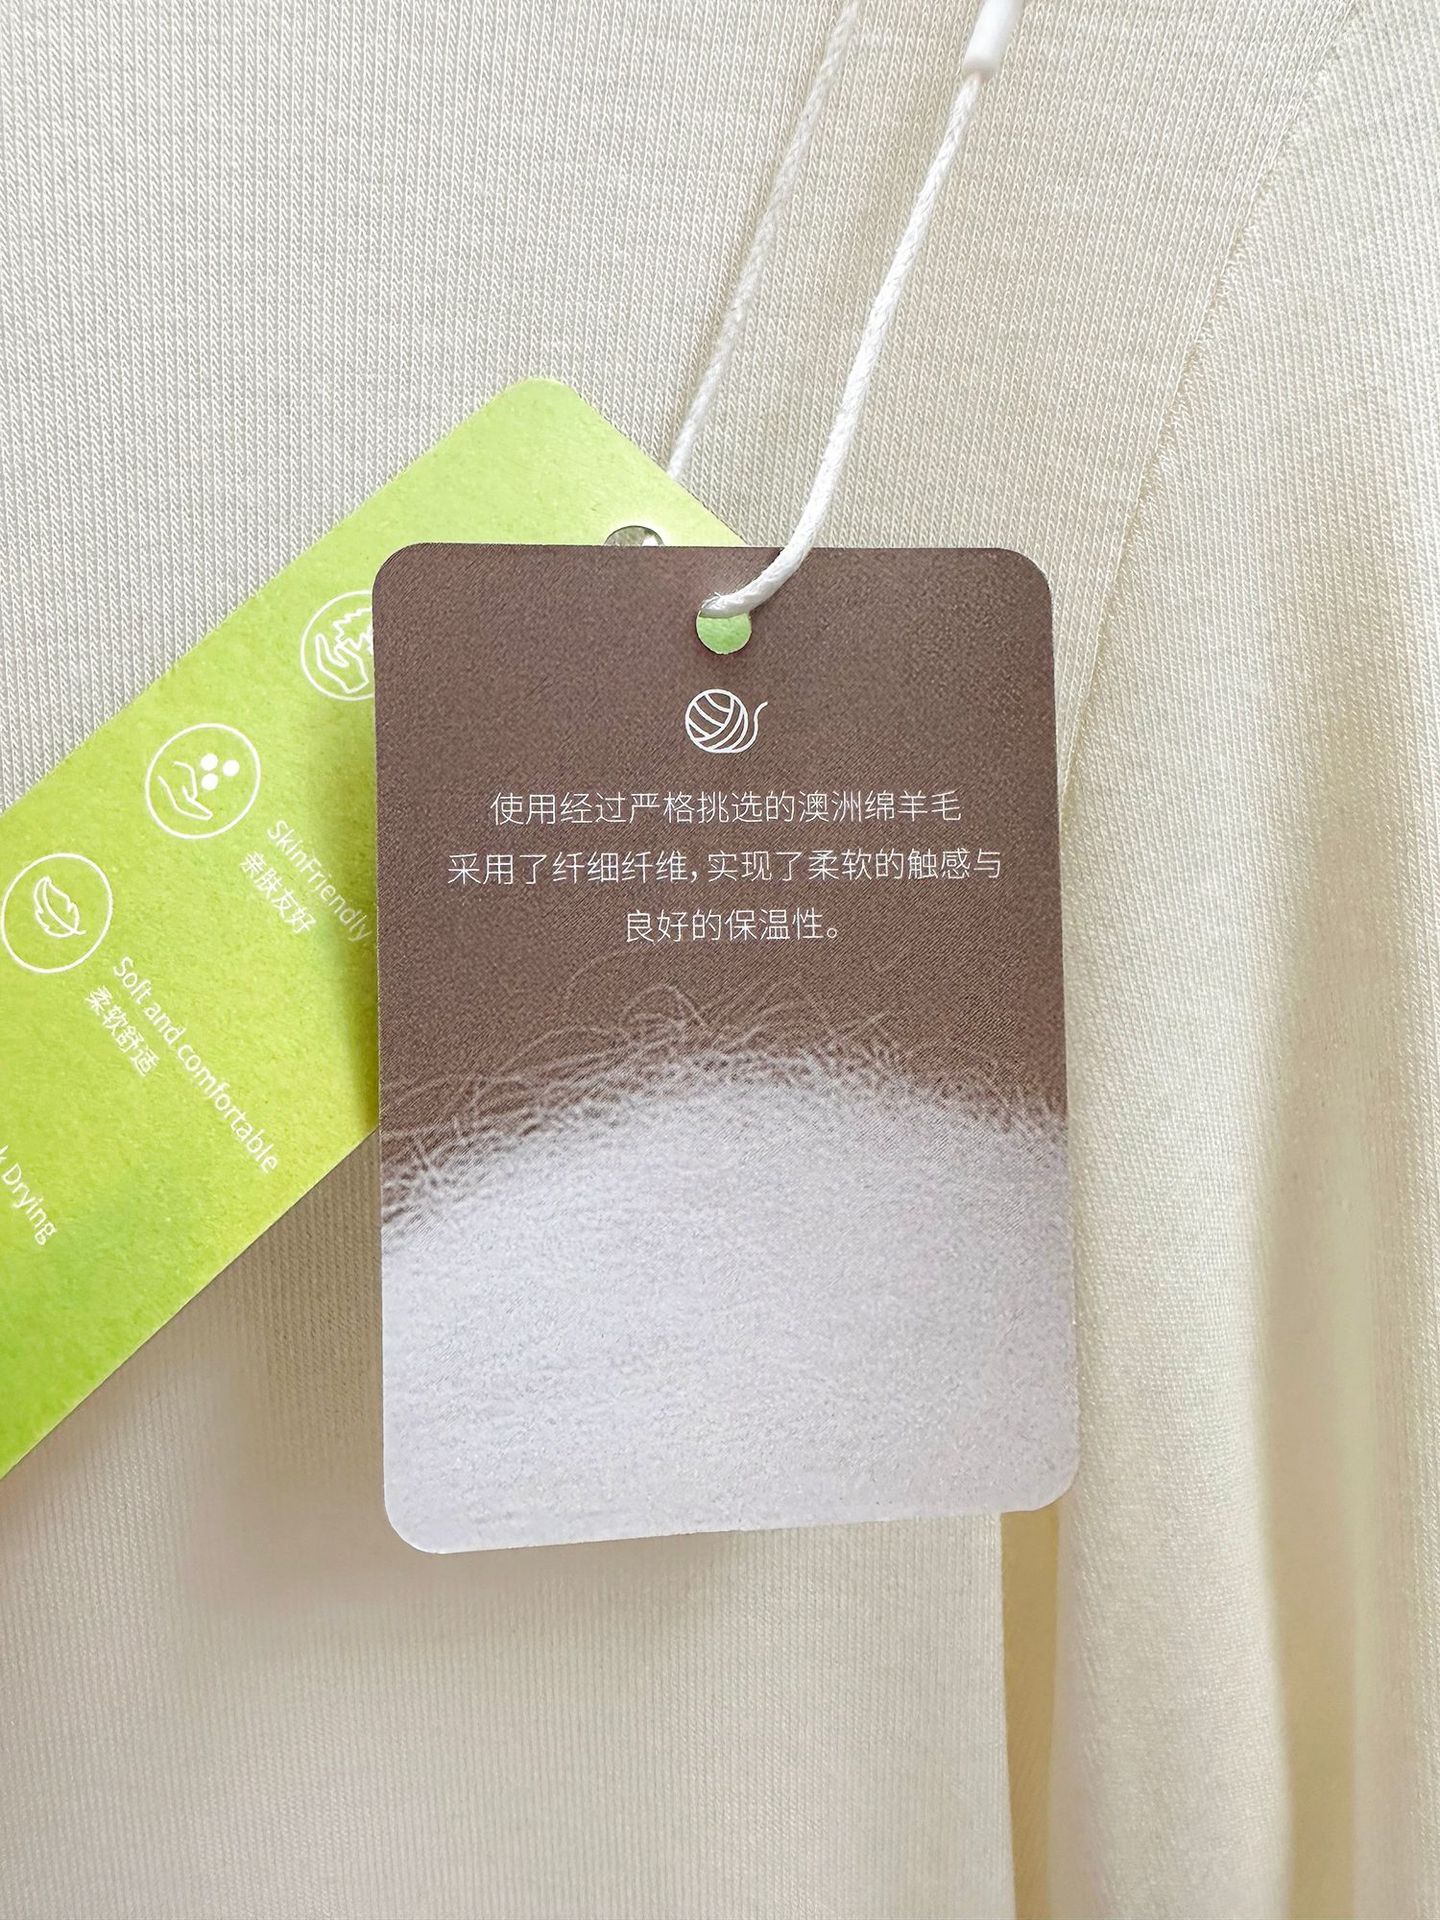 使用经过严格挑选的澳洲绵羊毛
采用了纤细纤维,实现了柔软的触感与
良好的保温性。
SkinFriendly
亲肤友好
Soft and comfortable
柔软舒适
Drying